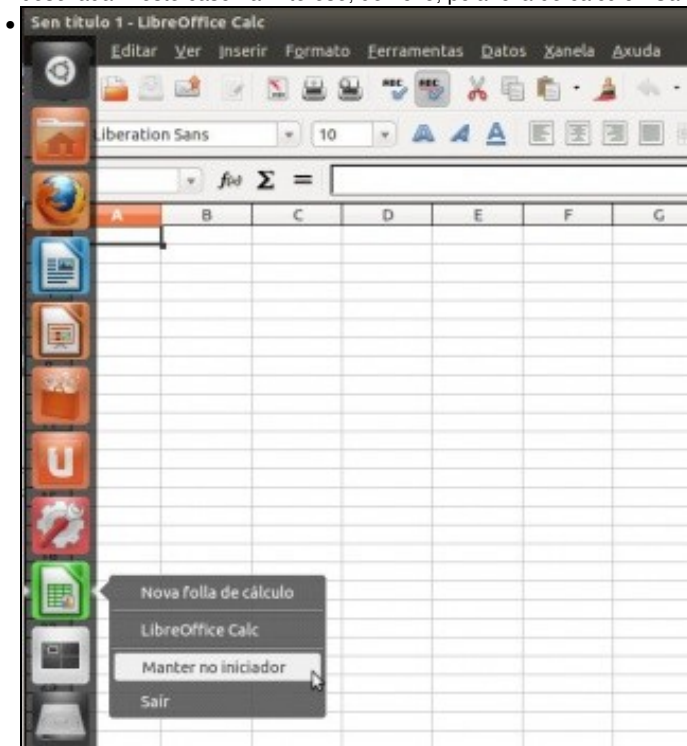 Sen título 1 - LibreOffice Calc
Editar Ver Inserir Formato Ferramentas Datos Xanela Axuda
Liberation Sans 10
f(x) Σ =
A B C D E F G
Nova folla de cálculo
LibreOffice Calc
Manter no iniciador
Sair